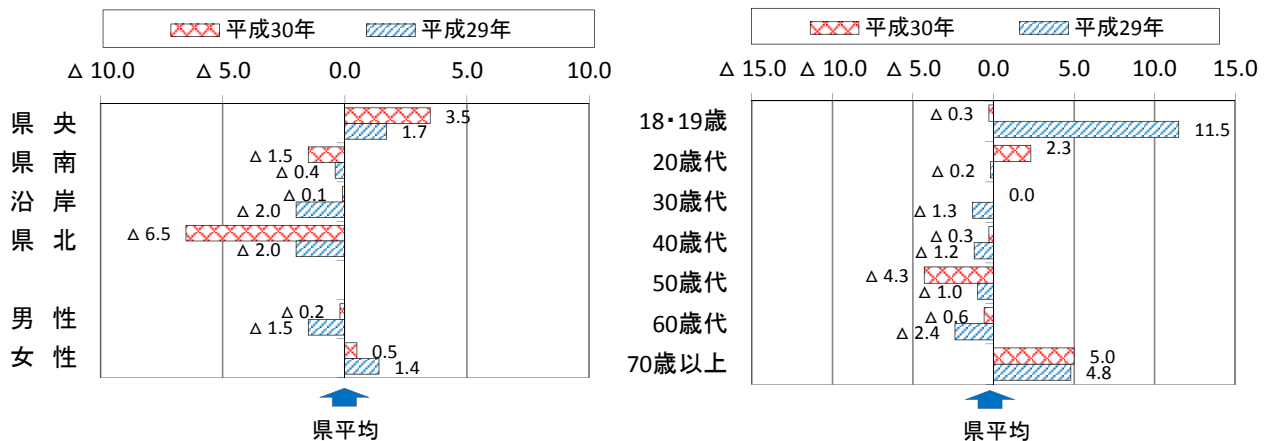 平成30年 平成29年
△ 10.0 △ 5.0 0.0 5.0 10.0
県 央 3.5
1.7
県 南 △ 1.5
△ 0.4
沿 岸 △ 0.1
△ 2.0
県 北 △ 6.5
△ 2.0
男 性 △ 0.2
△ 1.5
女 性 0.5
1.4
県平均
平成30年 平成29年
△ 15.0 △ 10.0 △ 5.0 0.0 5.0 10.0 15.0
18・19歳 △ 0.3
11.5
20歳代 2.3
△ 0.2
30歳代 0.0
△ 1.3
40歳代 △ 0.3
△ 1.2
50歳代 △ 4.3
△ 1.0
60歳代 △ 0.6
△ 2.4
70歳以上 5.0
4.8
県平均